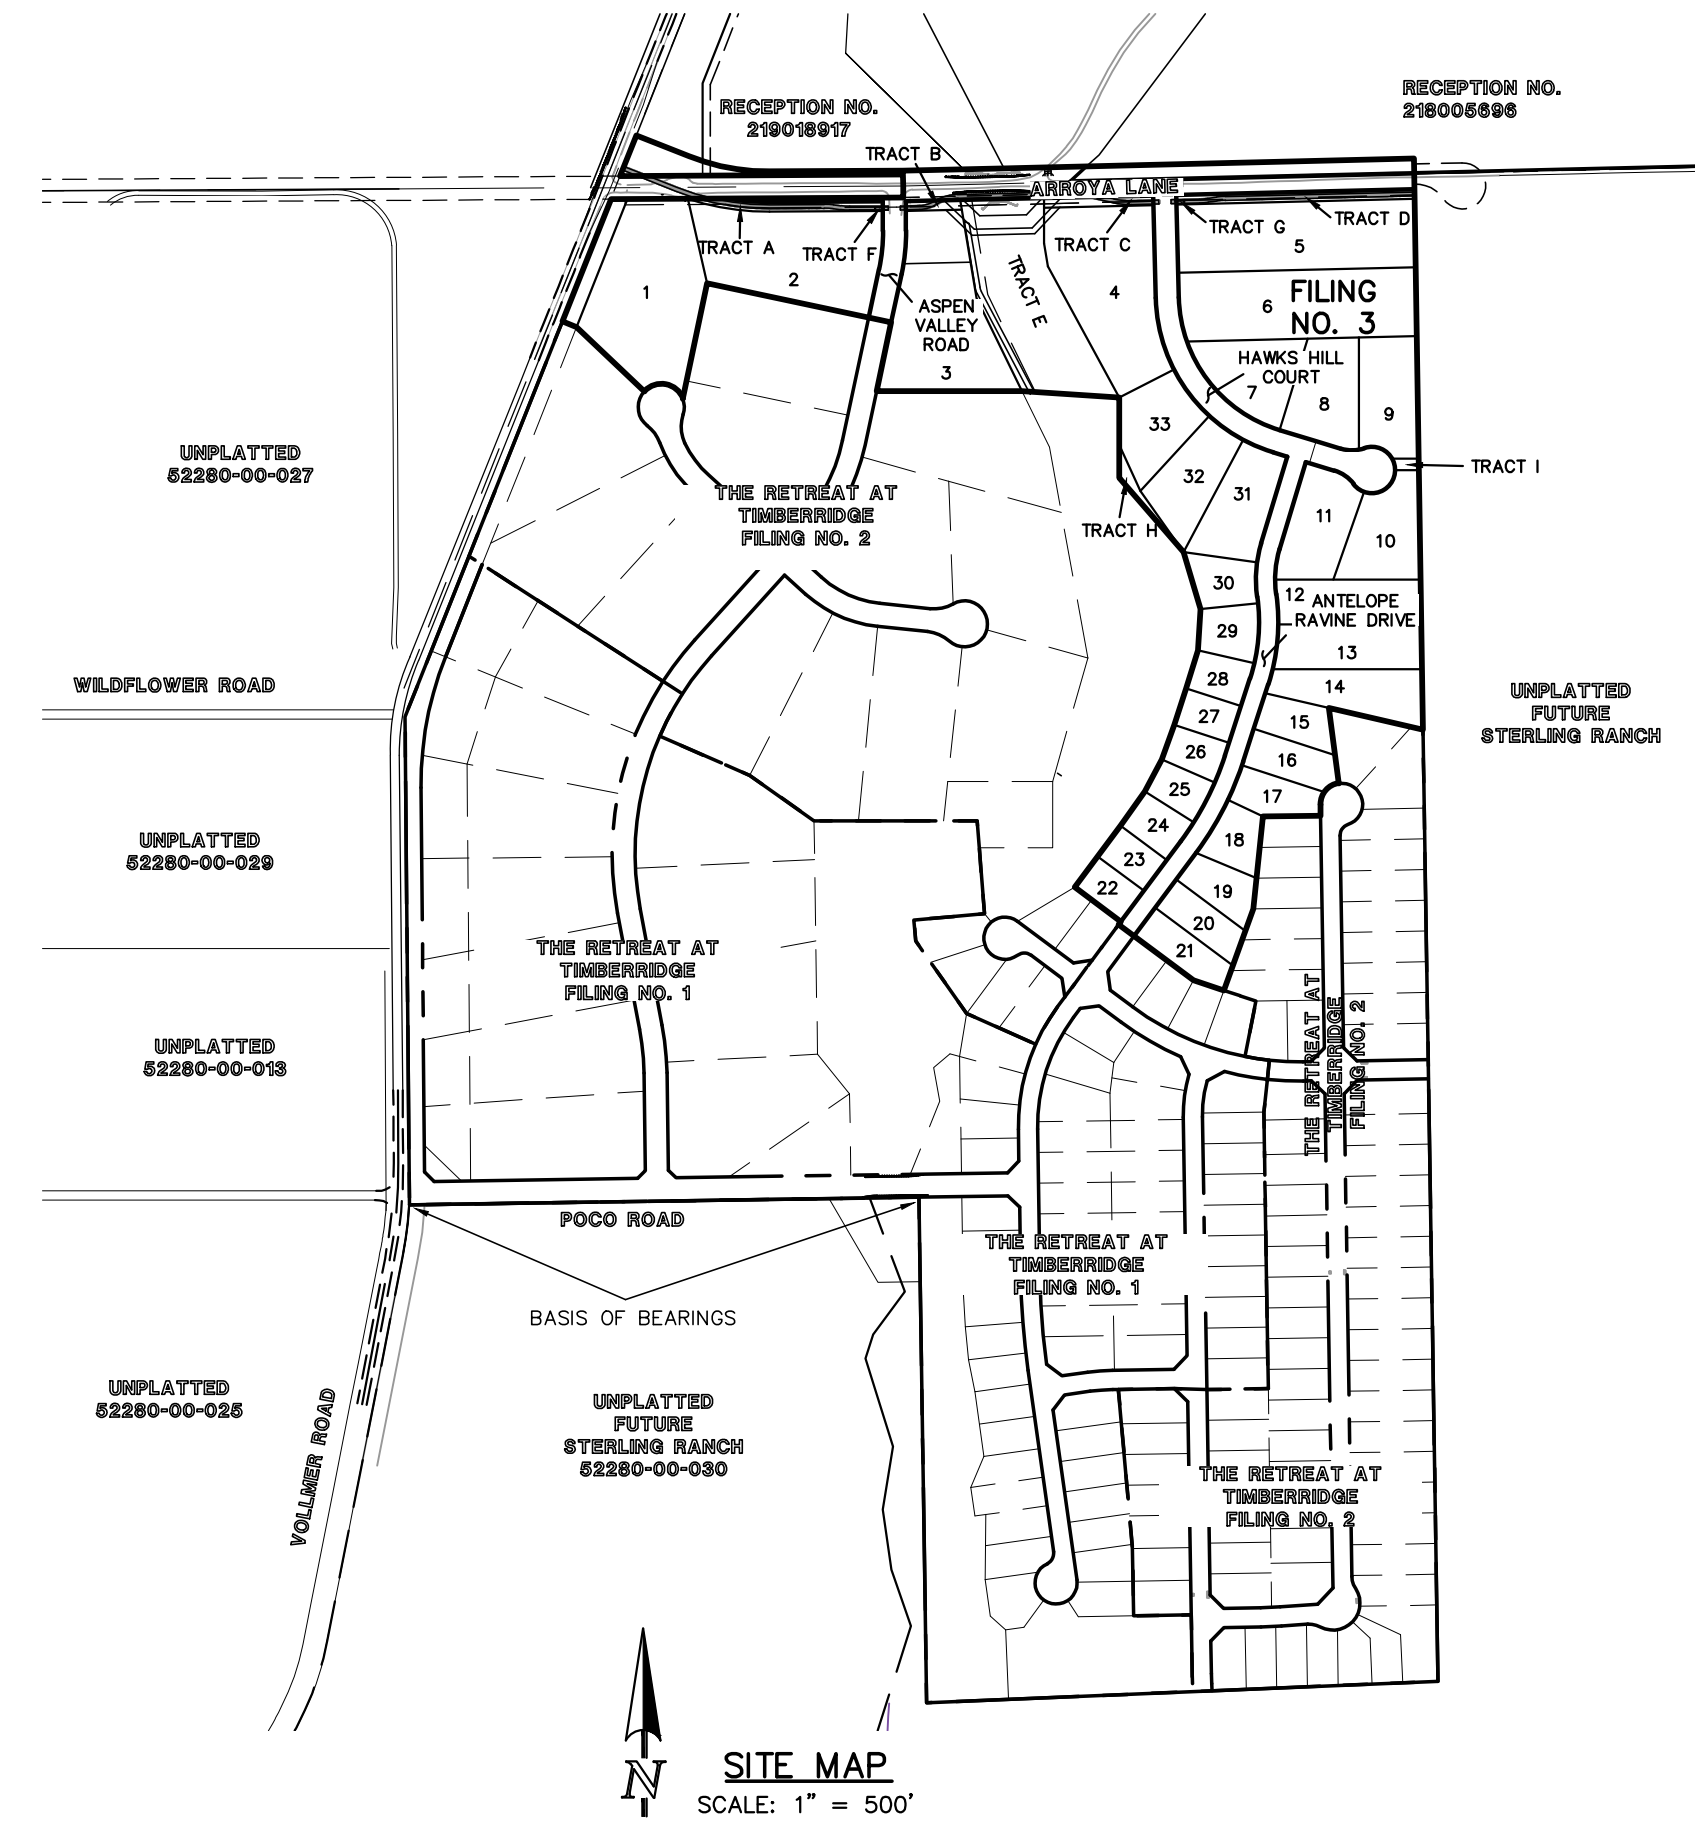 RECEPTION NO.
219018917
RECEPTION NO.
218005696
TRACT B
ARROYA LANE
TRACT A
TRACT F
TRACT C
TRACT G
TRACT D
TRACT E
1
2
3
4
5
6
FILING
NO. 3
ASPEN
VALLEY
ROAD
HAWKS HILL
COURT
7
8
9
33
32
31
TRACT I
TRACT H
11
10
UNPLATTED
52280-00-027
THE RETREAT AT
TIMBERRIDGE
FILING NO. 2
30
12
ANTELOPE
RAVINE DRIVE
29
13
28
14
27
15
26
16
25
17
24
18
23
22
19
20
21
WILDFLOWER ROAD
UNPLATTED
FUTURE
STERLING RANCH
UNPLATTED
52280-00-029
THE RETREAT AT
TIMBERRIDGE
FILING NO. 1
THE RETREAT AT
TIMBERRIDGE
FILING NO. 2
UNPLATTED
52280-00-013
POCO ROAD
THE RETREAT AT
TIMBERRIDGE
FILING NO. 1
BASIS OF BEARINGS
UNPLATTED
52280-00-025
VOLLMER ROAD
UNPLATTED
FUTURE
STERLING RANCH
52280-00-030
THE RETREAT AT
TIMBERRIDGE
FILING NO. 2
N
SITE MAP
SCALE: 1" = 500'